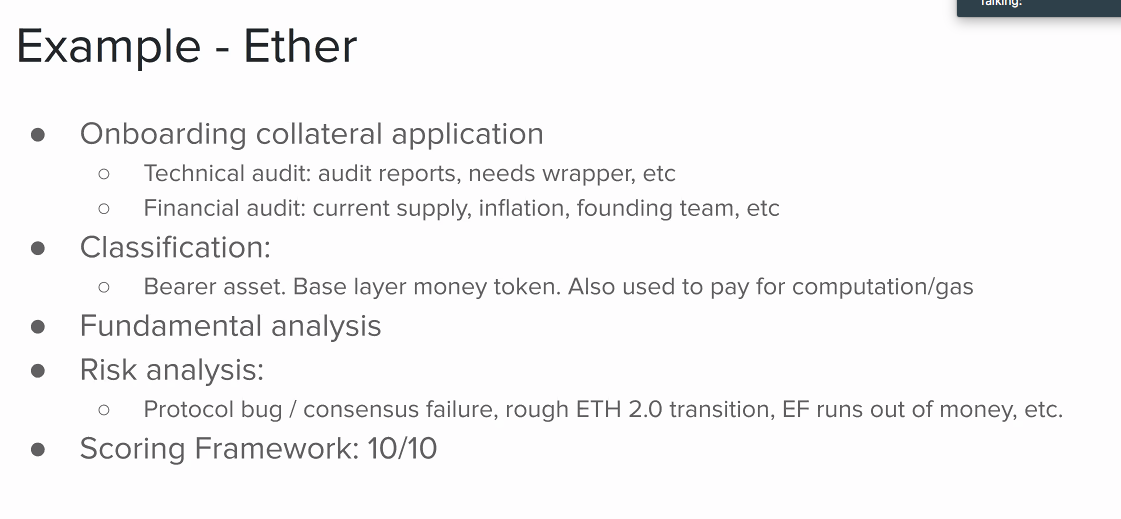 Talking:
Example - Ether
● Onboarding collateral application
○ Technical audit: audit reports, needs wrapper, etc
○ Financial audit: current supply, inflation, founding team, etc
● Classification:
○ Bearer asset. Base layer money token. Also used to pay for computation/gas
● Fundamental analysis
● Risk analysis:
○ Protocol bug / consensus failure, rough ETH 2.0 transition, EF runs out of money, etc.
● Scoring Framework: 10/10